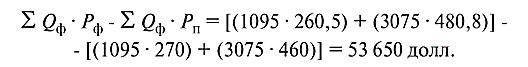 Σ Qф · Pф - Σ Qф · Pп = [(1095 · 260,5) + (3075 · 480,8)] -
- [(1095 · 270) + (3075 · 460)] = 53 650 долл.